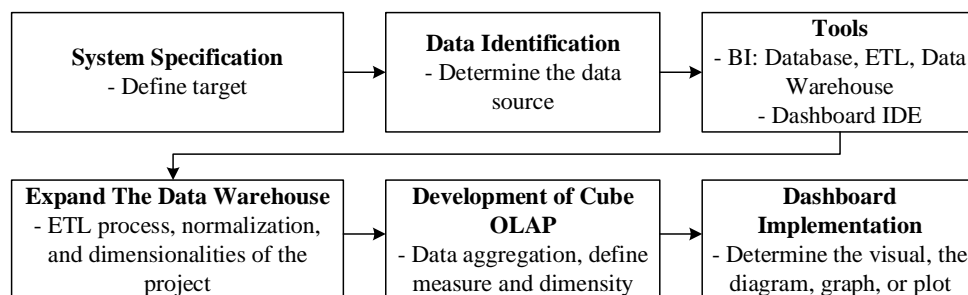 System Specification
- Define target
Data Identification
- Determine the data
source
Tools
- BI: Database, ETL, Data
Warehouse
- Dashboard IDE
Expand The Data Warehouse
- ETL process, normalization,
and dimensionalities of the
project
Development of Cube
OLAP
- Data aggregation, define
measure and dimensity
Dashboard
Implementation
- Determine the visual, the
diagram, graph, or plot